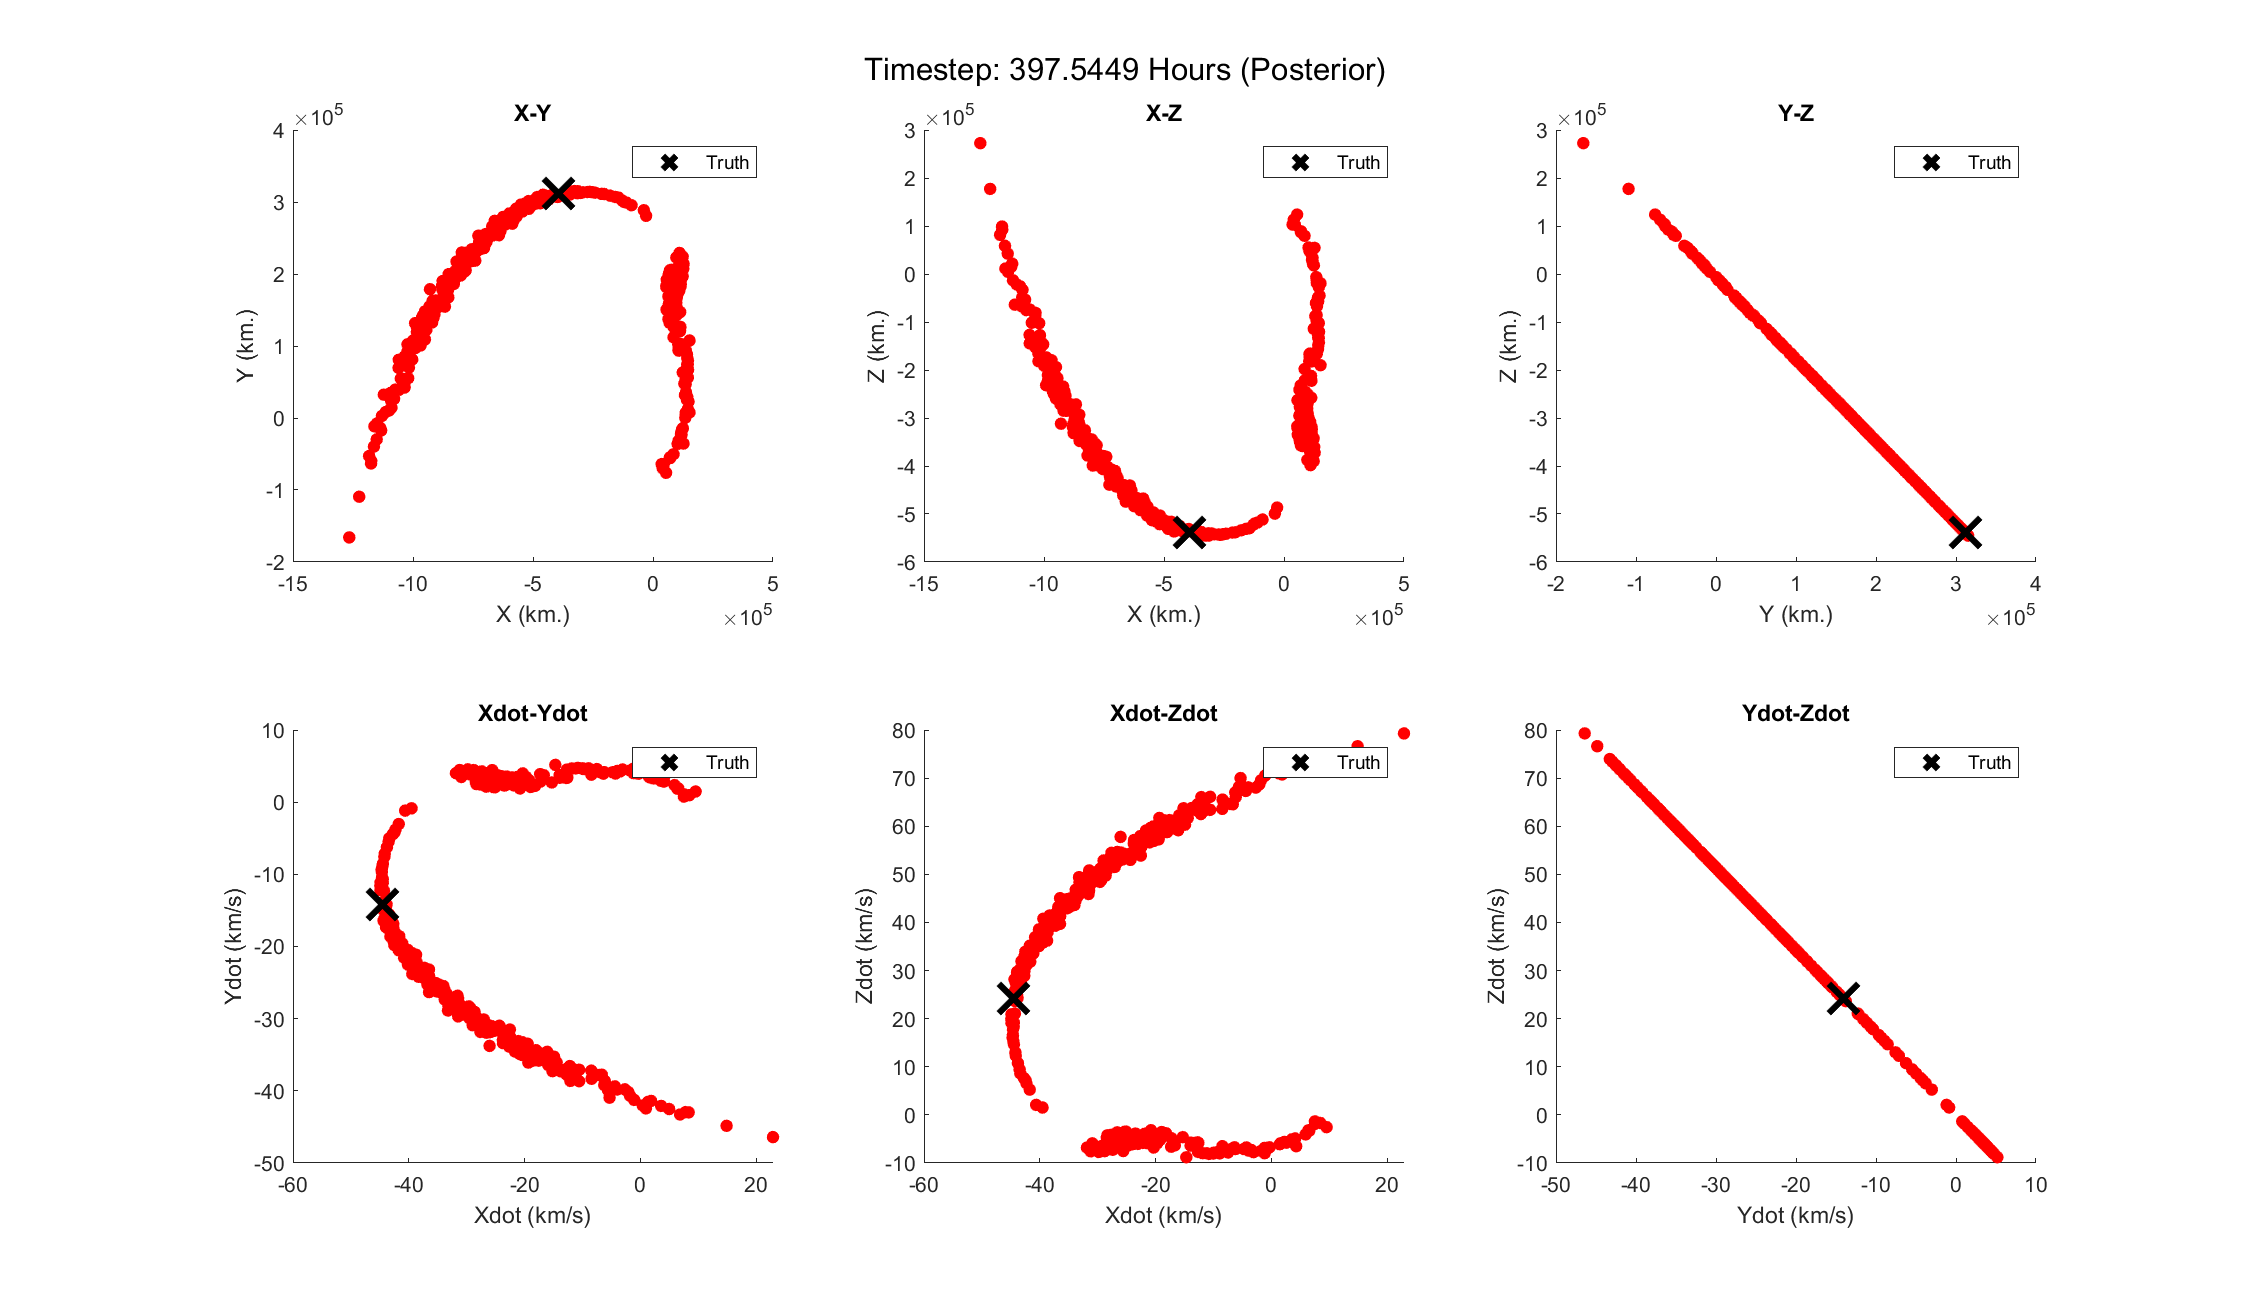 Timestep: 397.5449 Hours (Posterior)
X-Y
×10^5
4
3
2
1
0
-1
-2
Y (km.)
-15 -10 -5 0 5
X (km.)
×10^5
Truth
X-Z
×10^5
3
2
1
0
-1
-2
-3
-4
-5
-6
Z (km.)
-15 -10 -5 0 5
X (km.)
×10^5
Truth
Y-Z
×10^5
3
2
1
0
-1
-2
-3
-4
-5
-6
Z (km.)
-2 -1 0 1 2 3 4
Y (km.)
×10^5
Truth
Xdot-Ydot
10
0
-10
-20
-30
-40
-50
Ydot (km/s)
-60 -40 -20 0 20
Xdot (km/s)
Truth
Xdot-Zdot
80
70
60
50
40
30
20
10
0
-10
Zdot (km/s)
-60 -40 -20 0 20
Xdot (km/s)
Truth
Ydot-Zdot
80
70
60
50
40
30
20
10
0
-10
Zdot (km/s)
-50 -40 -30 -20 -10 0 10
Ydot (km/s)
Truth